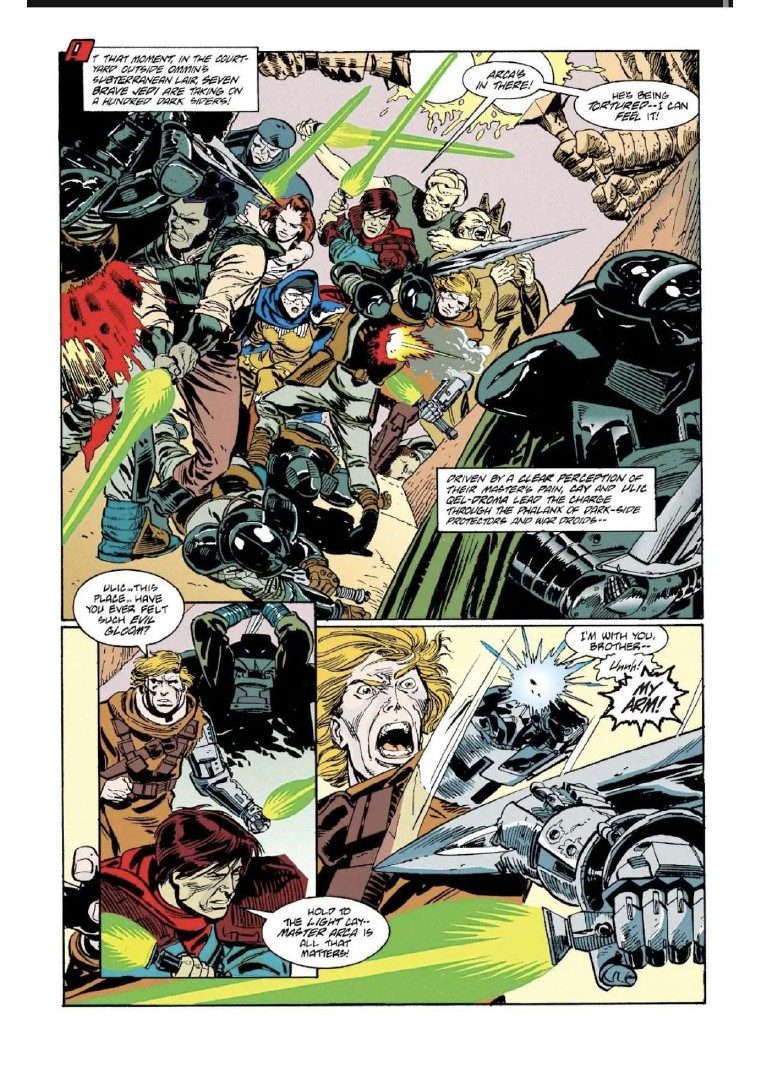 AT THAT MOMENT, IN THE COURT-
YARD OUTSIDE OMMIN'S
SUBTERRANEAN LAIR, SEVEN
BRAVE JEDI ARE TAKING ON
A HUNDRED DARK SIDERS!
ARCA'S
IN THERE!
HE'S BEING
TORTURED--I CAN
FEEL IT!
DRIVEN BY A CLEAR PERCEPTION OF
THEIR MASTER'S PAIN, CAY AND ULIC
QEL-DROMA LEAD THE CHARGE
THROUGH THE PHALANX OF DARK-SIDE
PROTECTORS AND WAR DROIDS--
ULIC...THIS
PLACE... HAVE
YOU EVER FELT
SUCH EVIL
GLOOM?
HOLD TO
THE LIGHT CAY--
MASTER ARCA IS
ALL THAT
MATTERS!
I'M WITH YOU,
BROTHER--
Unnh!
MY
ARM!